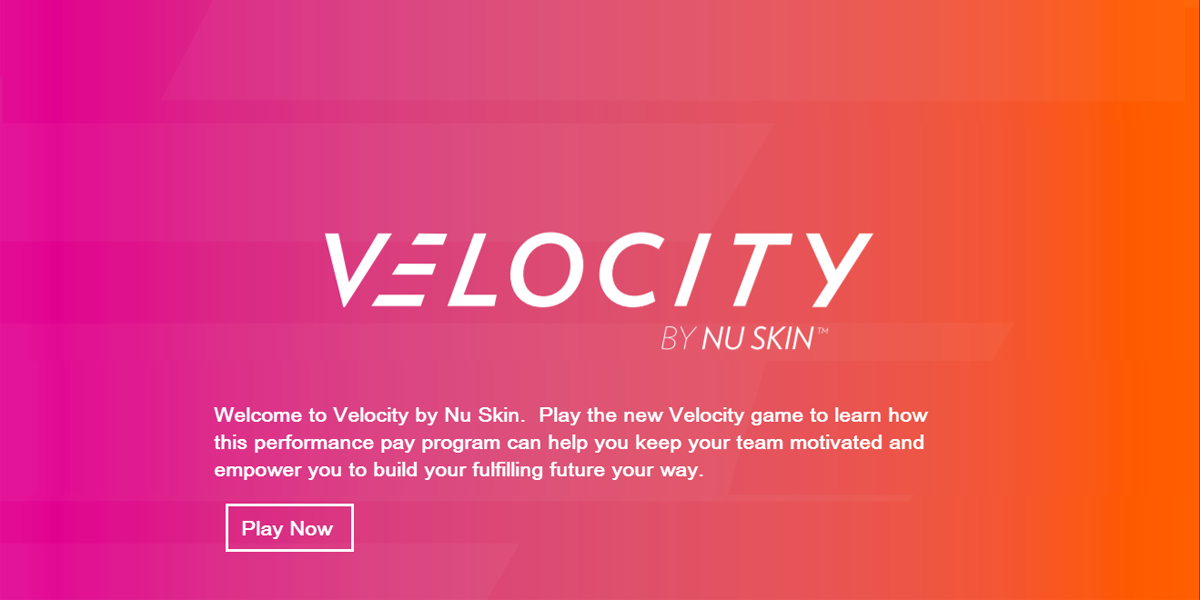 VELOCITY
BY NU SKIN™
Welcome to Velocity by Nu Skin.  Play the new Velocity game to learn how
this performance pay program can help you keep your team motivated and
empower you to build your fulfilling future your way.
Play Now